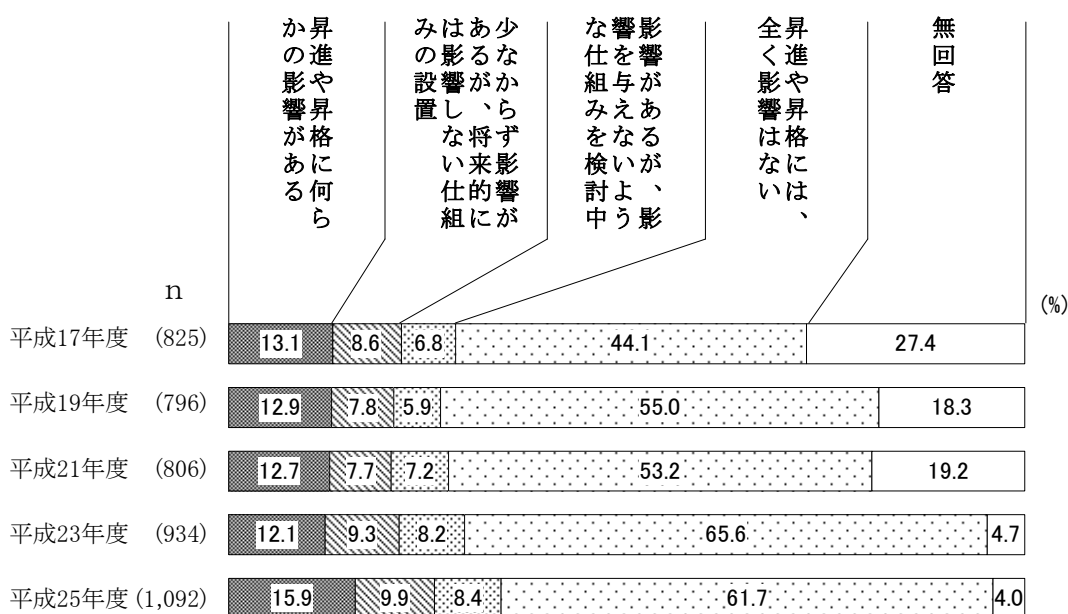 昇進や昇格に何ら
かの影響がある
少なからず影響が
あるが、将来的に
は影響しない仕組
みの設置
影響があるが、影
響を与えないよう
な仕組みを検討中
昇進や昇格には、
全く影響はない
無回答
n
(%)
平成17年度 (825) 13.1 8.6 6.8 44.1 27.4
平成19年度 (796) 12.9 7.8 5.9 55.0 18.3
平成21年度 (806) 12.7 7.7 7.2 53.2 19.2
平成23年度 (934) 12.1 9.3 8.2 65.6 4.7
平成25年度 (1,092) 15.9 9.9 8.4 61.7 4.0